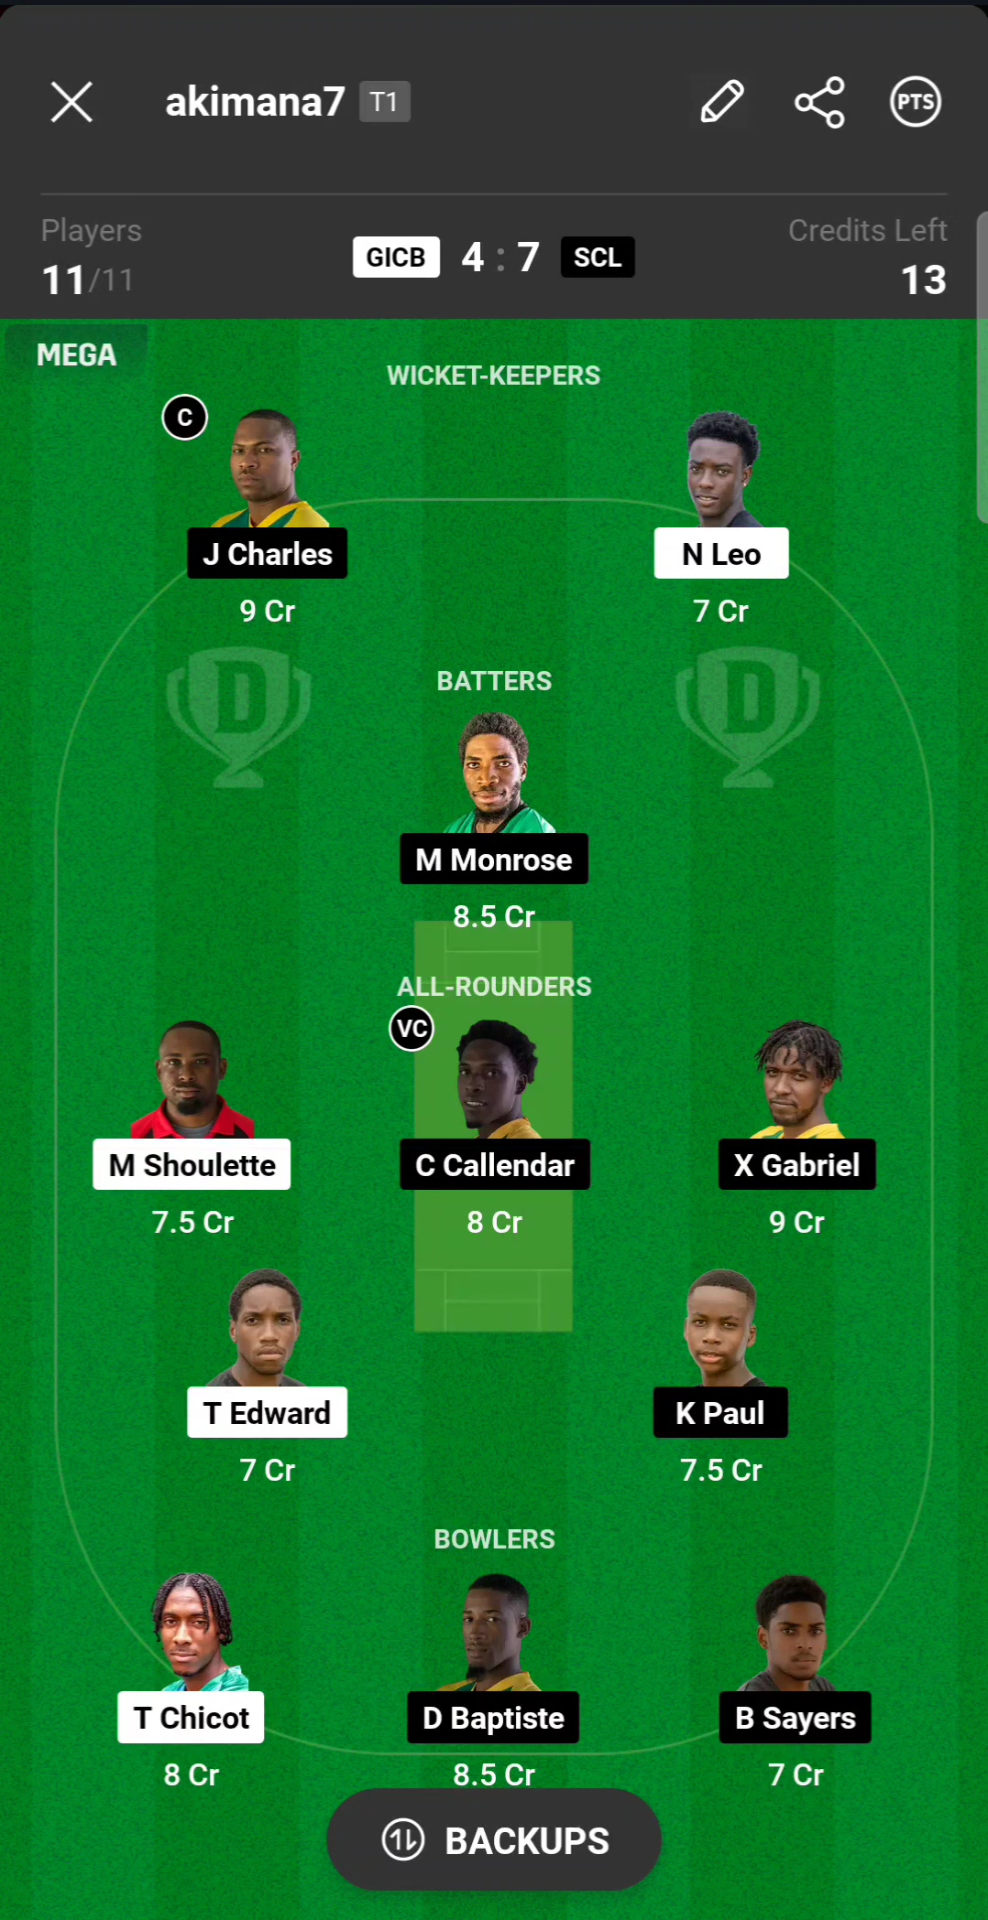 akimana7 T1
PTS
Players
Credits Left
11/11
GICB 4 : 7 SCL
13
MEGA
WICKET-KEEPERS
C
J Charles
N Leo
9 Cr
7 Cr
D
D
BATTERS
M Monrose
8.5 Cr
ALL-ROUNDERS
VC
M Shoulette
C Callendar
X Gabriel
7.5 Cr
8 Cr
9 Cr
T Edward
K Paul
7 Cr
7.5 Cr
BOWLERS
T Chicot
D Baptiste
B Sayers
8 Cr
8.5 Cr
7 Cr
BACKUPS